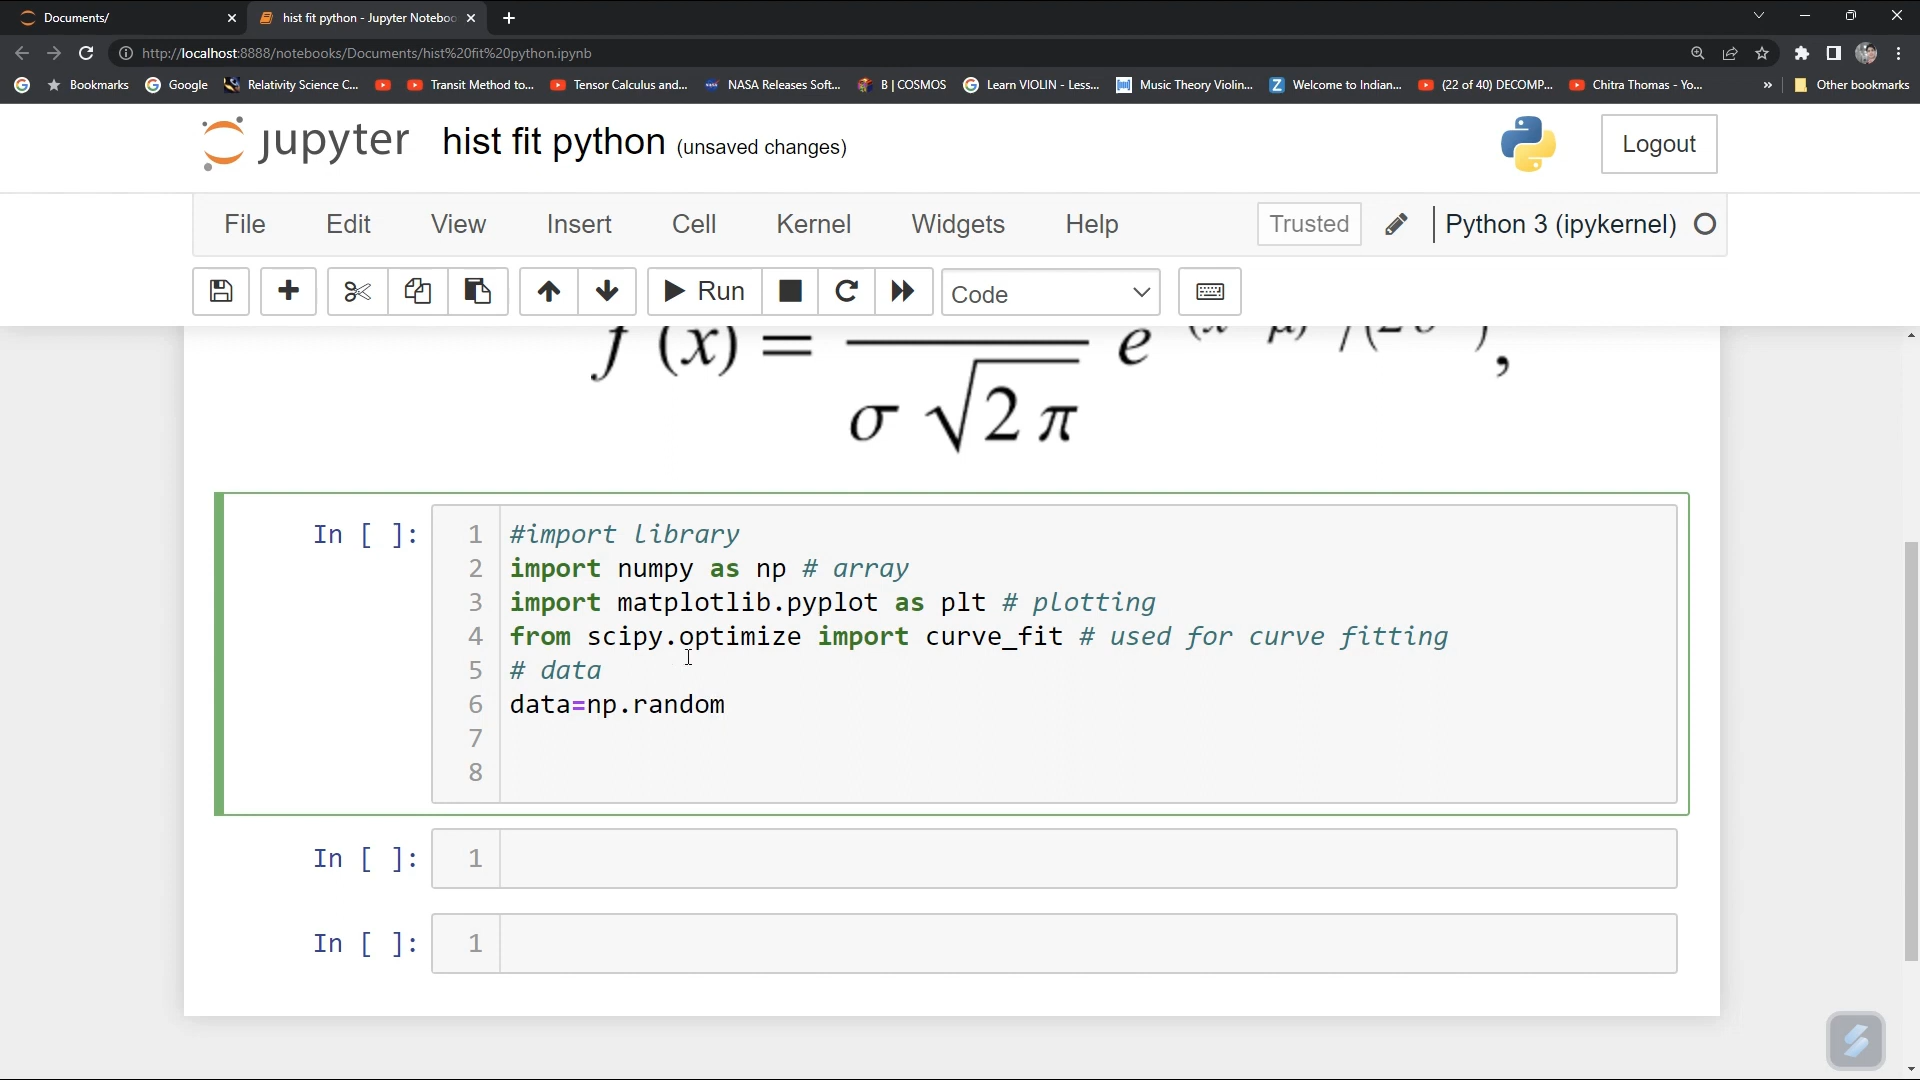 Documents/
hist fit python - Jupyter Noteboo
http://localhost:8888/notebooks/Documents/hist%20fit%20python.ipynb
Bookmarks
Google
Relativity Science C...
Transit Method to...
Tensor Calculus and...
NASA Releases Soft...
B | COSMOS
Learn VIOLIN - Less...
Music Theory Violin...
Welcome to Indian...
(22 of 40) DECOMP...
Chitra Thomas - Yo...
»
Other bookmarks
jupyter hist fit python (unsaved changes)
Logout
File Edit View Insert Cell Kernel Widgets Help
Trusted
Python 3 (ipykernel)
Run
Code
f (x) = e ,
σ √2 π
In [ ]:
1 #import library
2 import numpy as np # array
3 import matplotlib.pyplot as plt # plotting
4 from scipy.optimize import curve_fit # used for curve fitting
5 # data
6 data=np.random
7
8
In [ ]: 1
In [ ]: 1